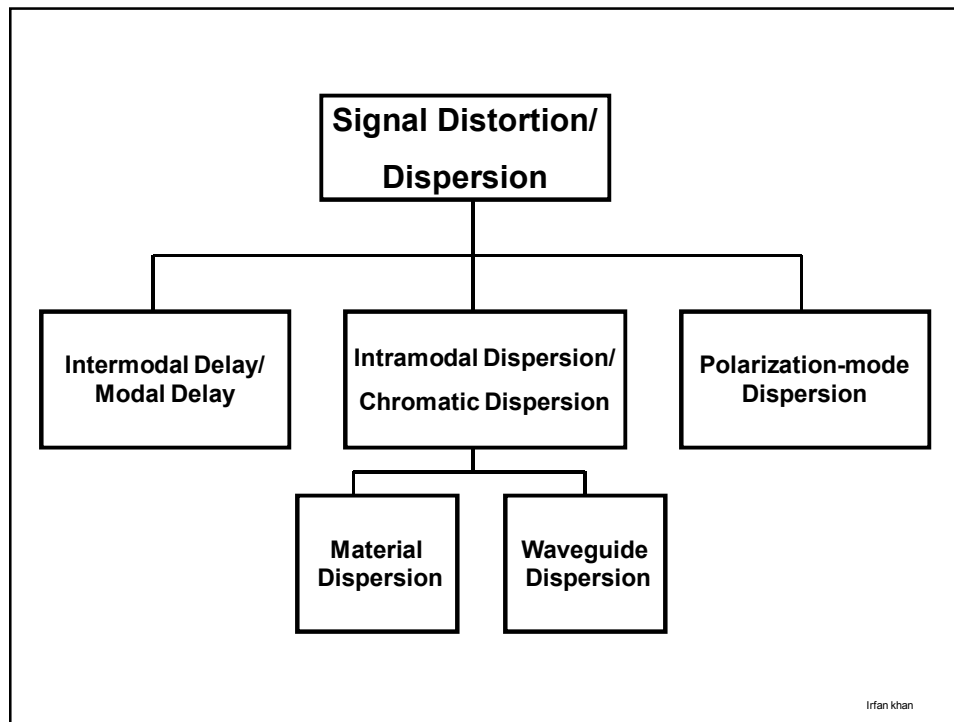 Signal Distortion/
Dispersion
Intermodal Delay/
Modal Delay
Intramodal Dispersion/
Chromatic Dispersion
Polarization-mode
Dispersion
Material
Dispersion
Waveguide
Dispersion
Irfan khan